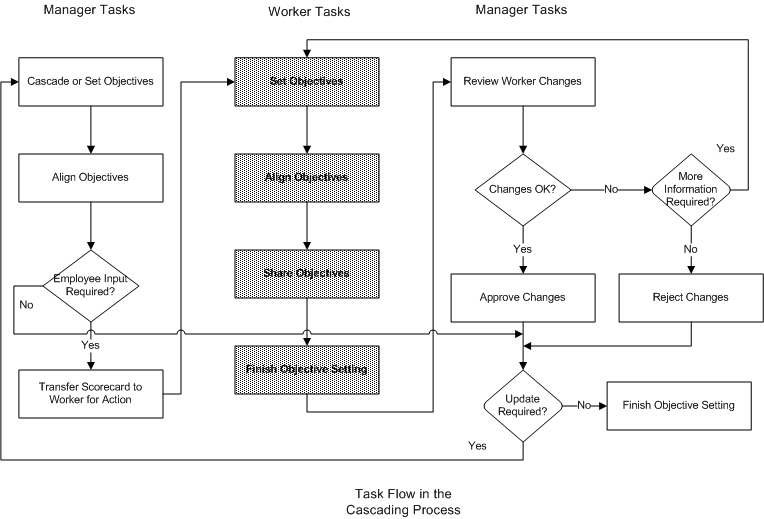 Manager Tasks
Worker Tasks
Manager Tasks
Cascade or Set Objectives
Set Objectives
Review Worker Changes
Yes
Align Objectives
Align Objectives
Changes OK?
No
More
Information
Required?
Employee Input
Required?
No
Yes
Share Objectives
Yes
No
Approve Changes
Reject Changes
Transfer Scorecard to
Worker for Action
Finish Objective Setting
Update
Required?
No
Finish Objective Setting
Yes
Task Flow in the
Cascading Process